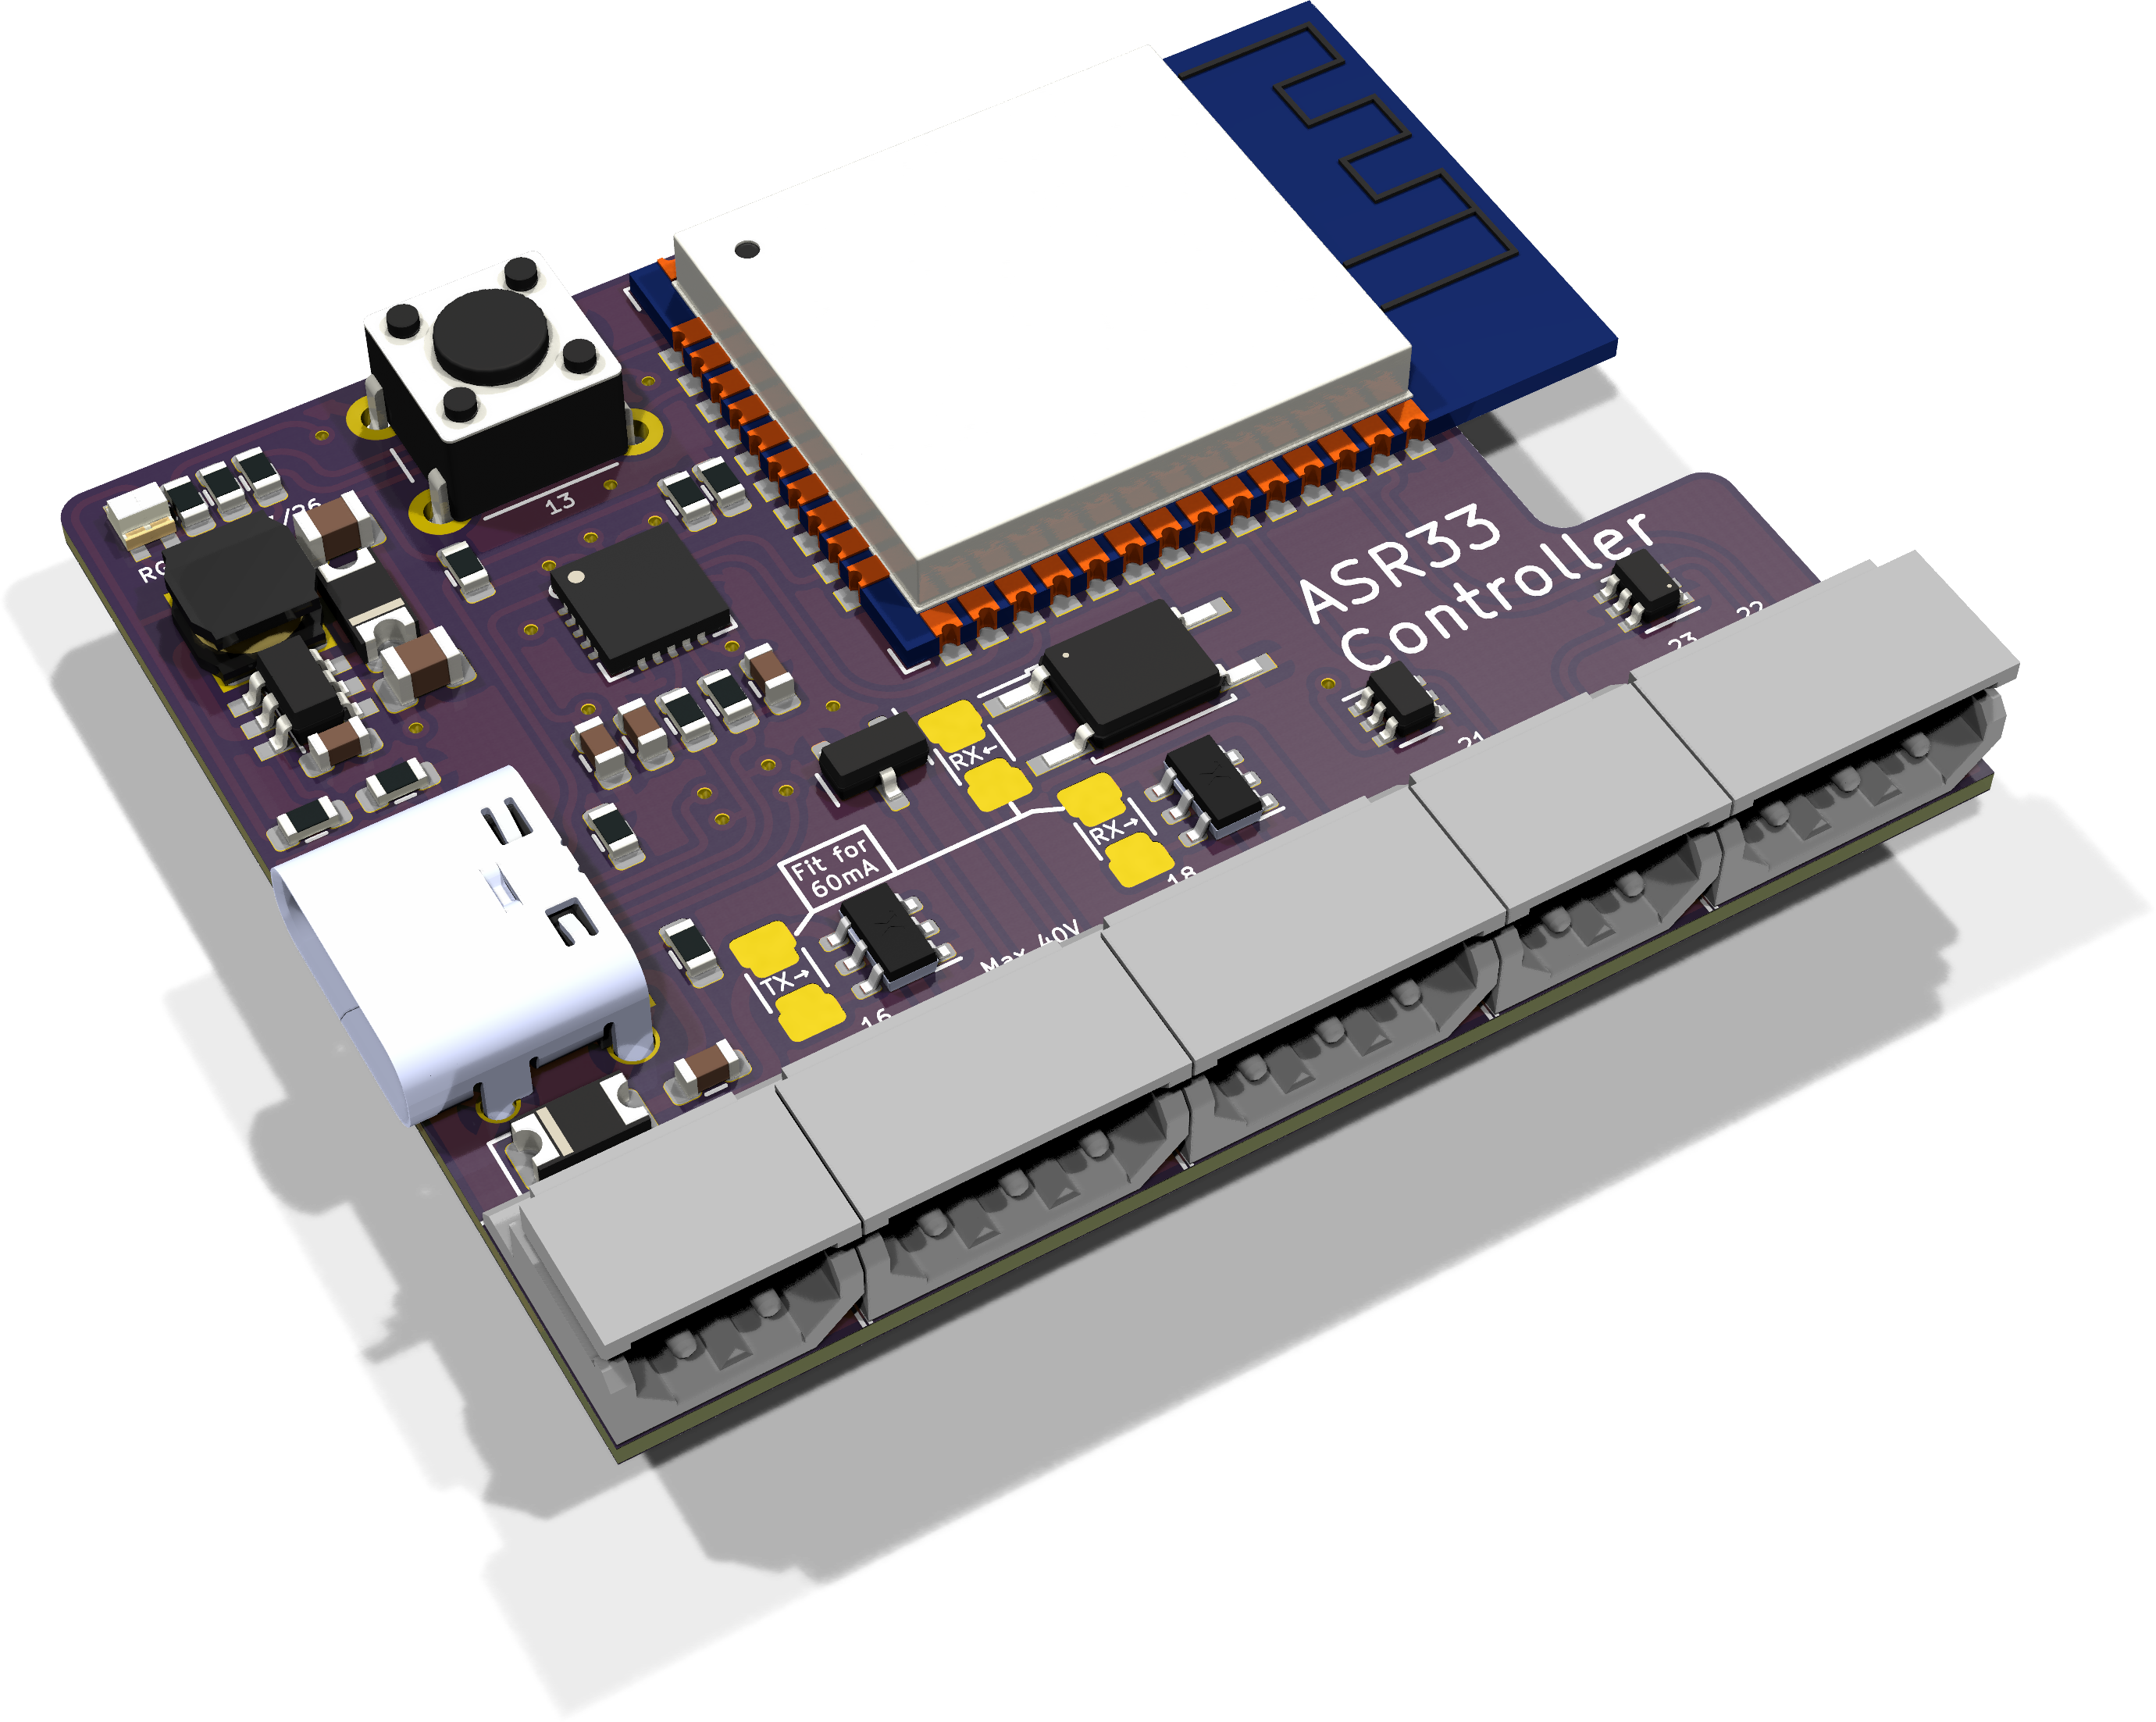 13
ASR33
Controller
22
23
21
RX←
RX→
Fit for
60mA
18
TX→
16
Max 40V